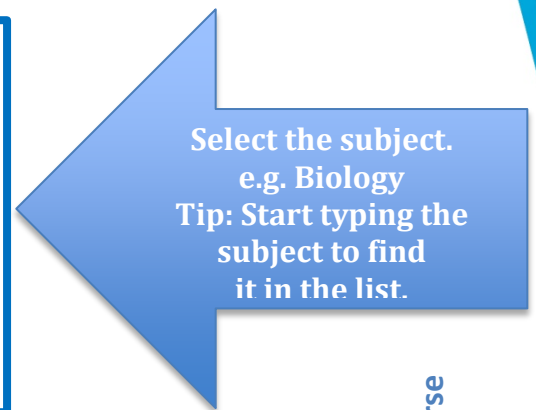 Select the subject.
e.g. Biology
Tip: Start typing the
subject to find
it in the list.